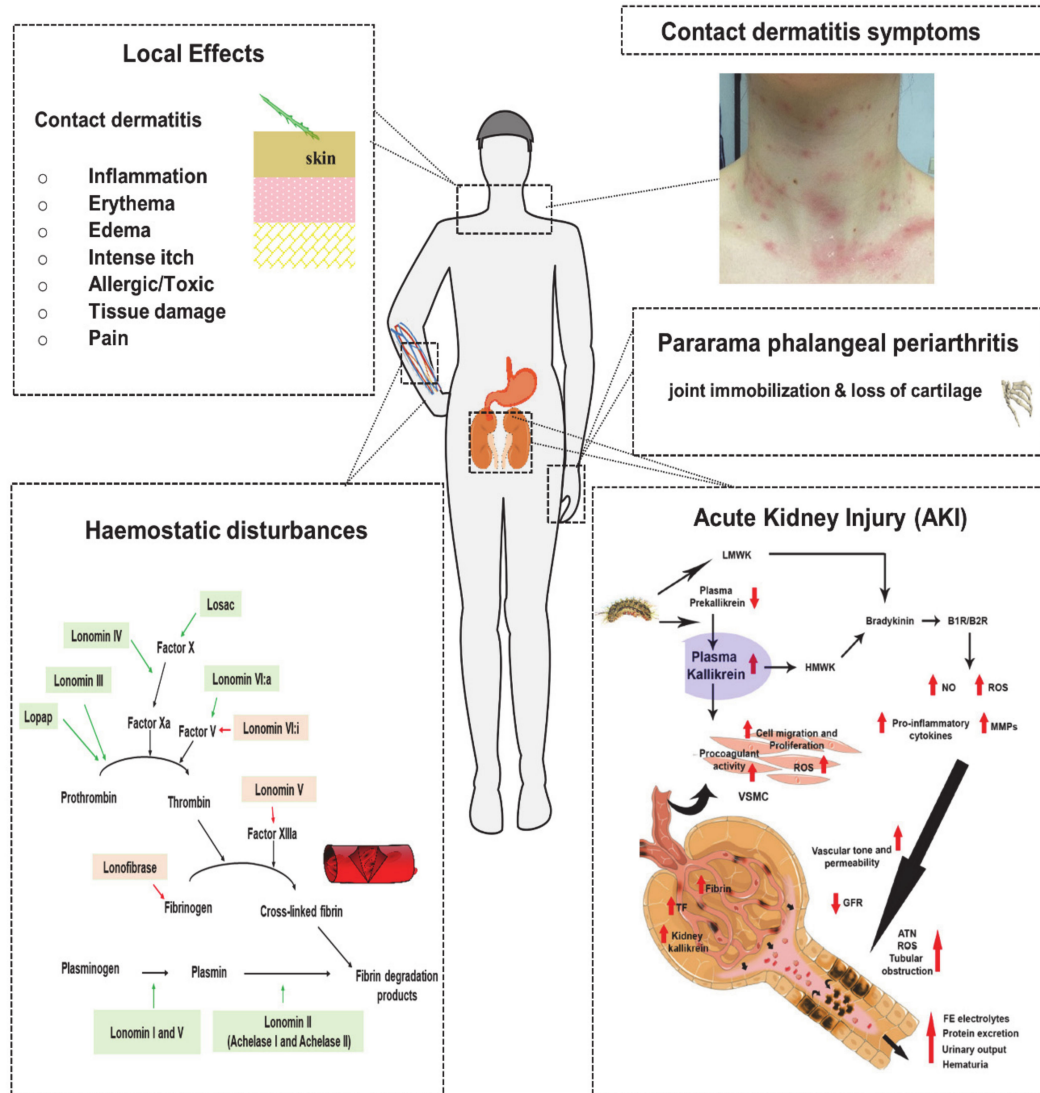 Local Effects
Contact dermatitis
skin
o Inflammation
o Erythema
o Edema
o Intense itch
o Allergic/Toxic
o Tissue damage
o Pain
Contact dermatitis symptoms
Pararama phalangeal periarthritis
joint immobilization & loss of cartilage
Haemostatic disturbances
Losac
Lonomin IV
Factor X
Lonomin III
Lonomin VI:a
Lopap
Factor Xa
Factor V
Lonomin VI:i
Prothrombin
Thrombin
Lonomin V
Factor XIIIa
Lonofibrase
Fibrinogen
Cross-linked fibrin
Plasminogen
Plasmin
Fibrin degradation
products
Lonomin I and V
Lonomin II
(Achelase I and Achelase II)
Acute Kidney Injury (AKI)
LMWK
Plasma
Prekallikrein
Bradykinin
B1R/B2R
Plasma
Kallikrein
HMWK
NO
ROS
Pro-inflammatory
cytokines
MMPs
Cell migration and
Proliferation
Procoagulant
activity
ROS
VSMC
Vascular tone and
permeability
Fibrin
TF
GFR
Kidney
kallikrein
ATN
ROS
Tubular
obstruction
FE electrolytes
Protein excretion
Urinary output
Hematuria